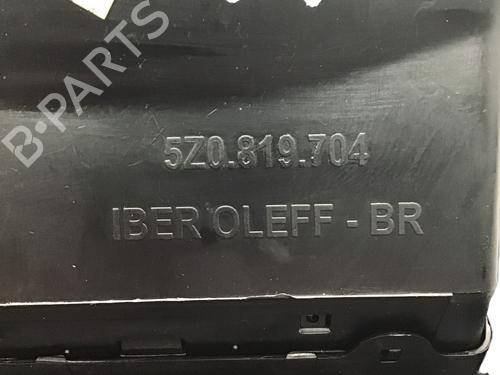 B-PARTS
5Z0.819.704
IBER OLEFF - BR